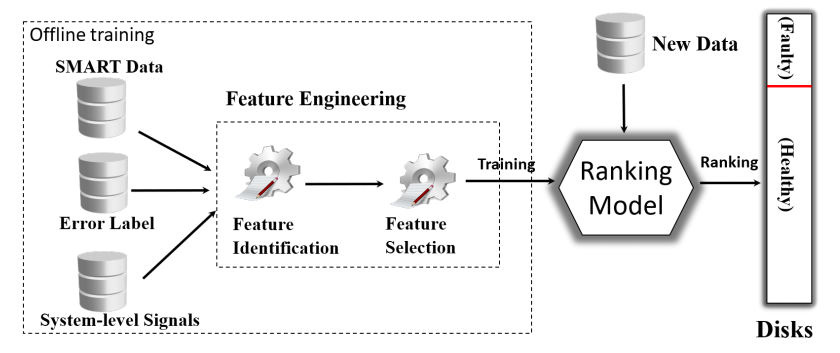 Offline training
SMART Data
Error Label
System-level Signals
Feature Engineering
Feature
Identification
Feature
Selection
Training
New Data
Ranking
Model
Ranking
(Faulty)
(Healthy)
Disks